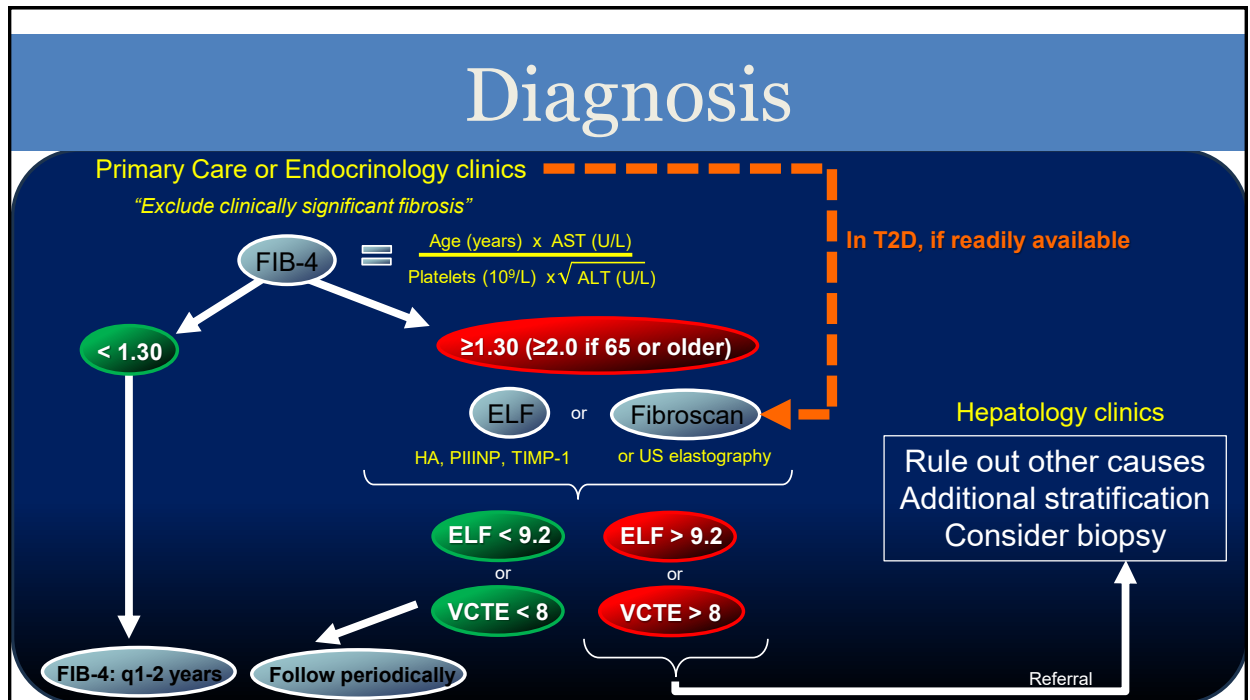 Diagnosis
Primary Care or Endocrinology clinics
"Exclude clinically significant fibrosis"
FIB-4 = Age (years) x AST (U/L)
Platelets (10⁹/L) x √ ALT (U/L)
In T2D, if readily available
< 1.30
≥1.30 (≥2.0 if 65 or older)
ELF or Fibroscan
HA, PIIINP, TIMP-1
or US elastography
Hepatology clinics
Rule out other causes
Additional stratification
Consider biopsy
ELF < 9.2
or
VCTE < 8
ELF > 9.2
or
VCTE > 8
FIB-4: q1-2 years
Follow periodically
Referral